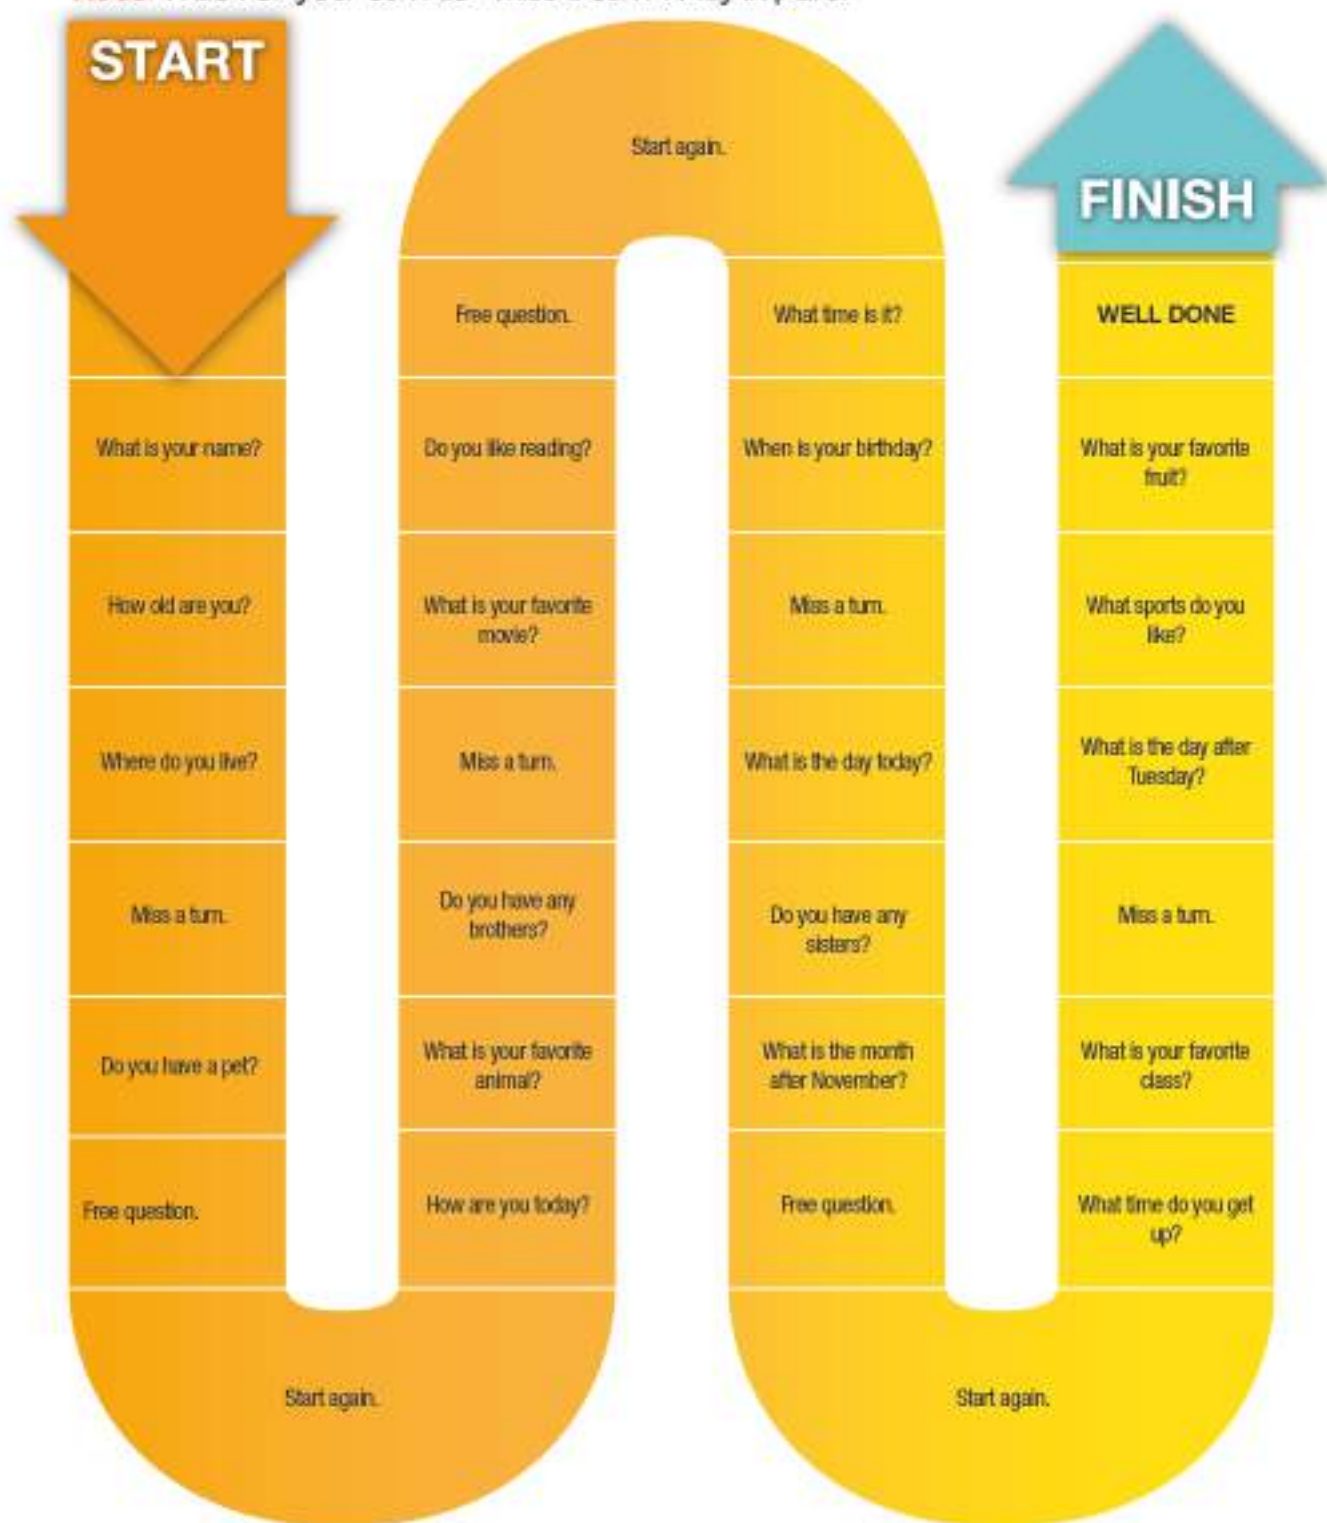 START
What is your name?
How old are you?
Where do you live?
Miss a turn.
Do you have a pet?
Free question.
Start again.
How are you today?
What is your favorite
animal?
Do you have any
brothers?
Miss a turn.
What is your favorite
movie?
Do you like reading?
Free question.
Start again.
What time is it?
When is your birthday?
Miss a turn.
What is the day today?
Do you have any
sisters?
What is the month
after November?
Free question.
Start again.
What time do you get
up?
What is your favorite
class?
Miss a turn.
What is the day after
Tuesday?
What sports do you
like?
What is your favorite
fruit?
WELL DONE
FINISH